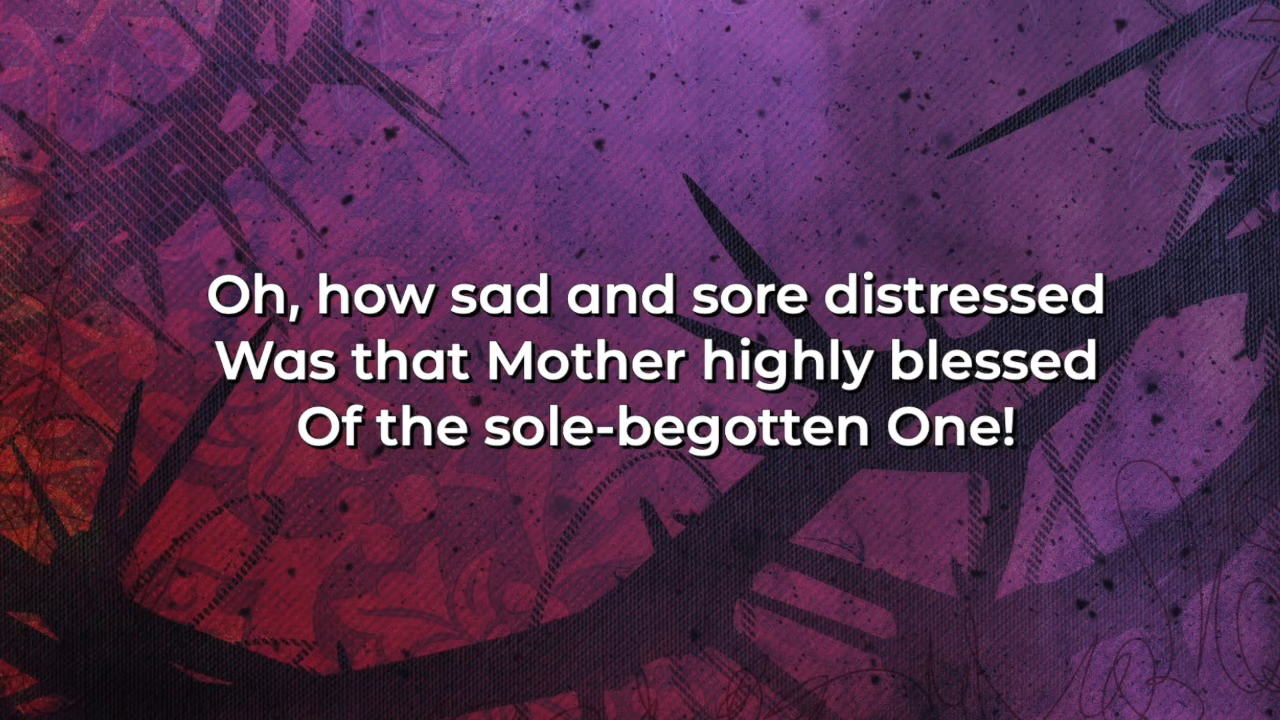 Oh, how sad and sore distressed
Was that Mother highly blessed
Of the sole-begotten One!